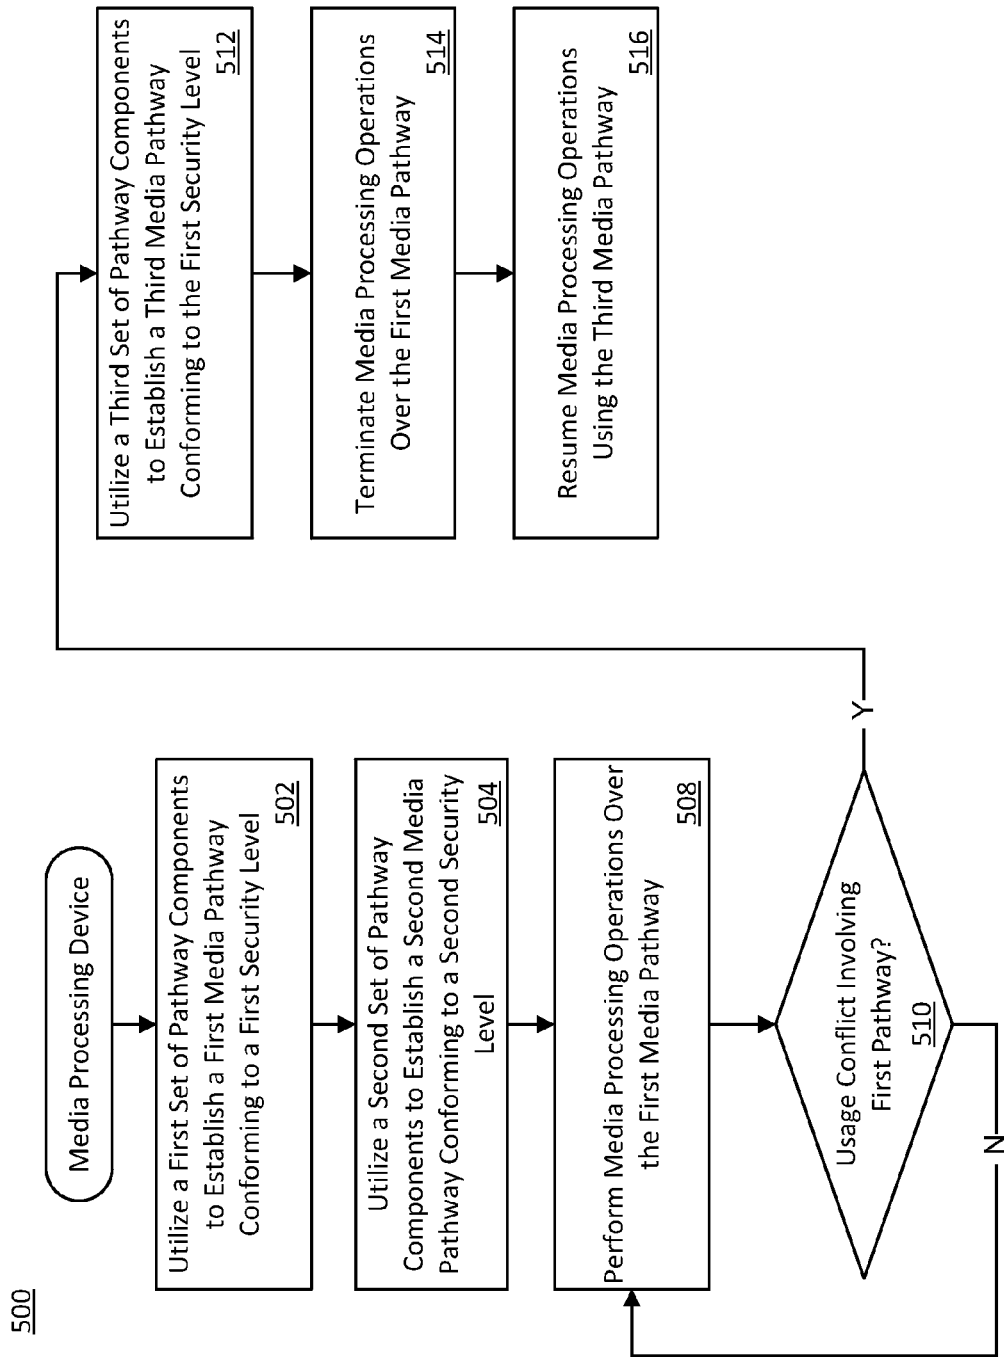 500
Media Processing Device
Utilize a First Set of Pathway Components
to Establish a First Media Pathway
Conforming to a First Security Level
502
Utilize a Second Set of Pathway
Components to Establish a Second Media
Pathway Conforming to a Second Security
Level
504
Perform Media Processing Operations Over
the First Media Pathway
508
Usage Conflict Involving
First Pathway?
510
N
Y
Utilize a Third Set of Pathway Components
to Establish a Third Media Pathway
Conforming to the First Security Level
512
Terminate Media Processing Operations
Over the First Media Pathway
514
Resume Media Processing Operations
Using the Third Media Pathway
516